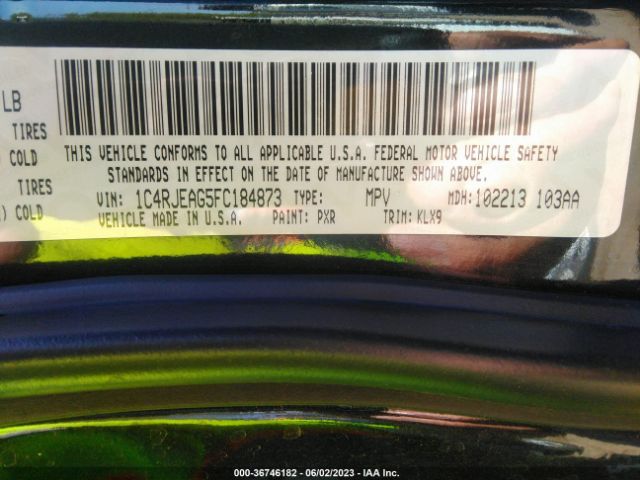 LB
TIRES
) COLD
TIRES
) COLD
THIS VEHICLE CONFORMS TO ALL APPLICABLE U.S.A. FEDERAL MOTOR VEHICLE SAFETY
STANDARDS IN EFFECT ON THE DATE OF MANUFACTURE SHOWN ABOVE.
VIN: 1C4RJEAG5FC184873 TYPE: MPV MDH:102213 103AA
VEHICLE MADE IN U.S.A. PAINT: PXR TRIM: KLX9
000-36746182 - 06/02/2023 - IAA Inc.